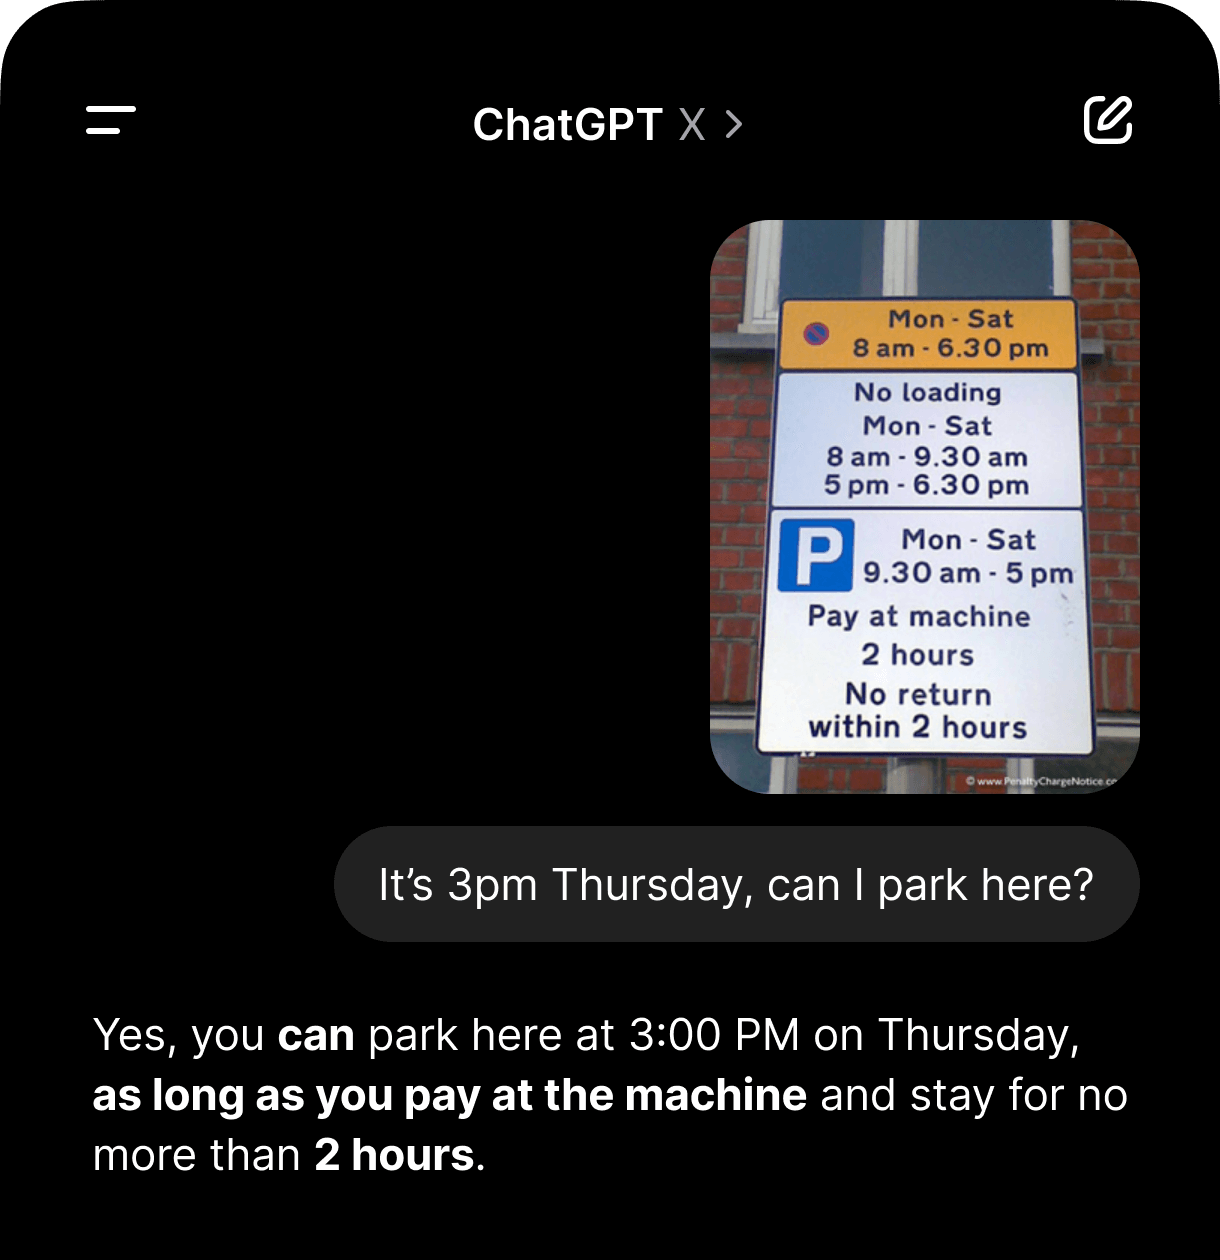 ChatGPT X
Mon - Sat
8 am - 6.30 pm
No loading
Mon - Sat
8 am - 9.30 am
5 pm - 6.30 pm
P Mon - Sat
9.30 am - 5 pm
Pay at machine
2 hours
No return
within 2 hours
© www.PenaltyChargeNotice.co
It’s 3pm Thursday, can I park here?
Yes, you can park here at 3:00 PM on Thursday,
as long as you pay at the machine and stay for no
more than 2 hours.